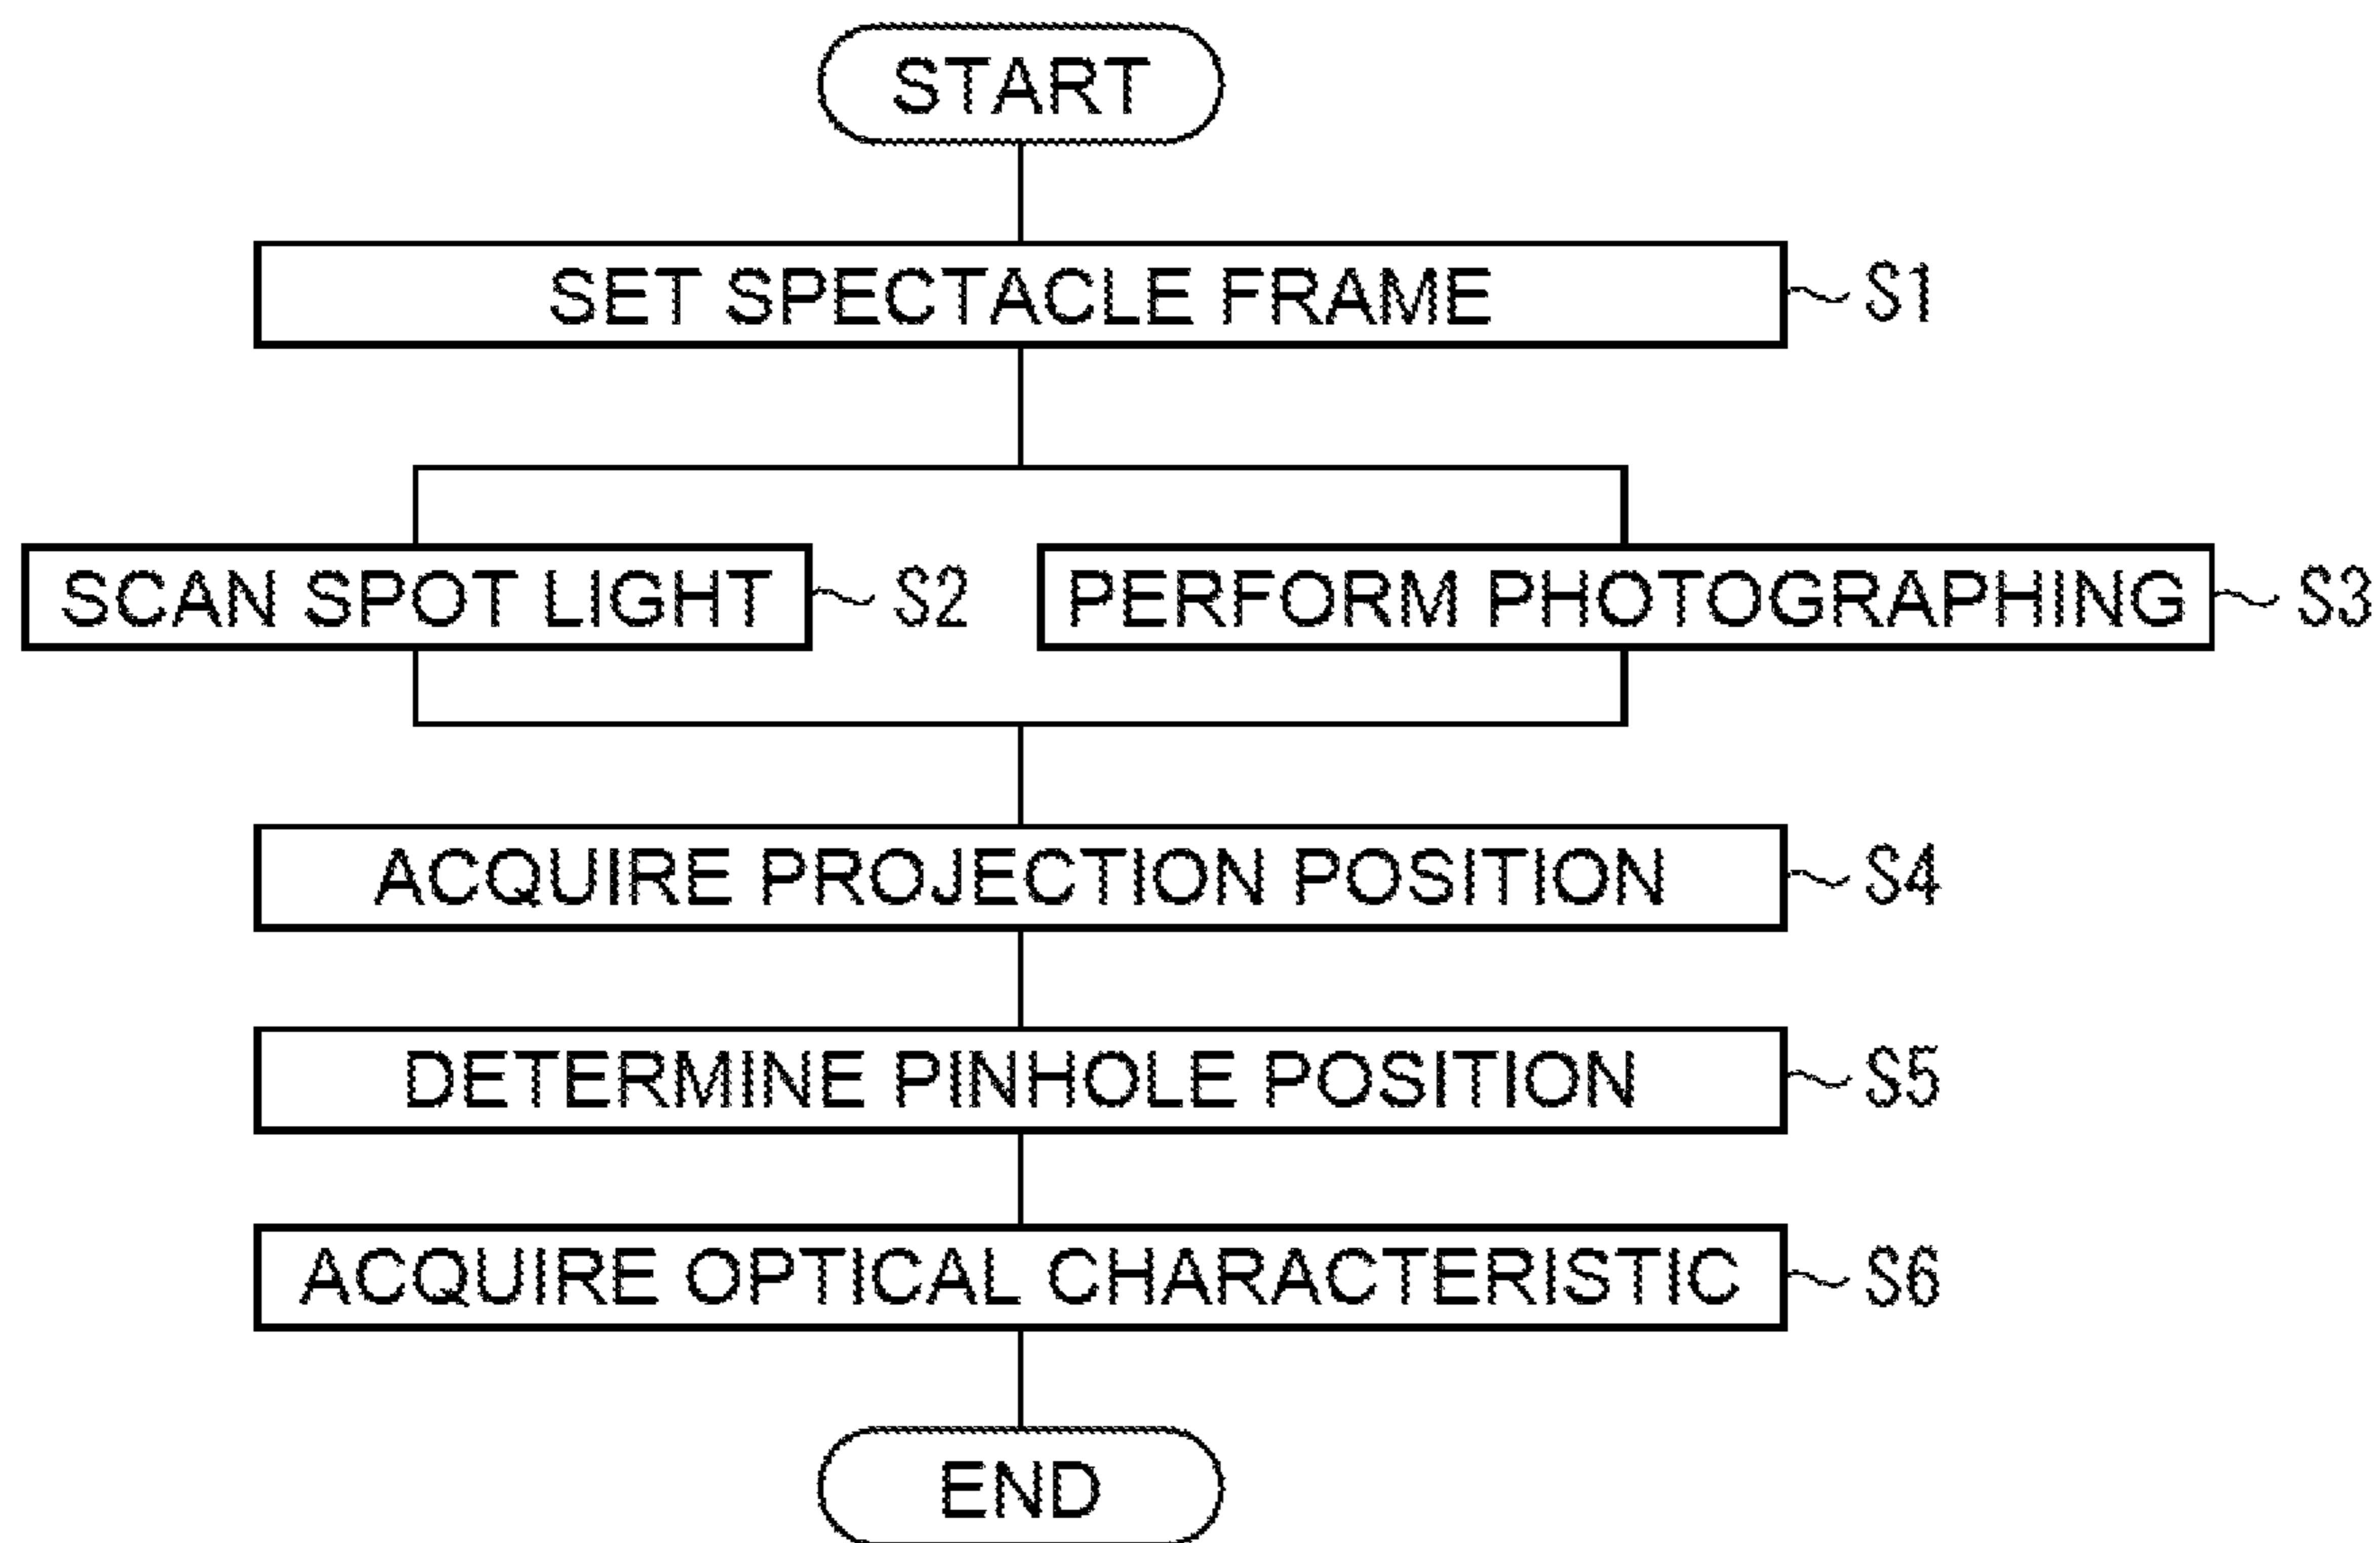 START
SET SPECTACLE FRAME S1
SCAN SPOT LIGHT S2 PERFORM PHOTOGRAPHING S3
ACQUIRE PROJECTION POSITION S4
DETERMINE PINHOLE POSITION S5
ACQUIRE OPTICAL CHARACTERISTIC S6
END